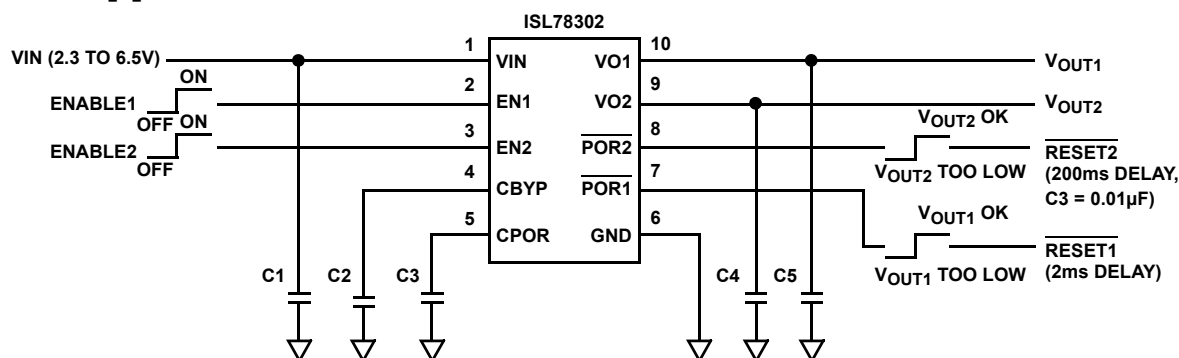 ISL78302
VIN (2.3 TO 6.5V)
1
VIN
VO1
10
VOUT1
ON
ENABLE1
OFF
2
EN1
VO2
9
VOUT2
ON
ENABLE2
OFF
3
EN2
POR2
8
VOUT2 OK
VOUT2 TOO LOW
RESET2
(200ms DELAY,
C3 = 0.01µF)
4
CBYP
POR1
7
VOUT1 OK
VOUT1 TOO LOW
RESET1
(2ms DELAY)
5
CPOR
GND
6
C1
C2
C3
C4
C5